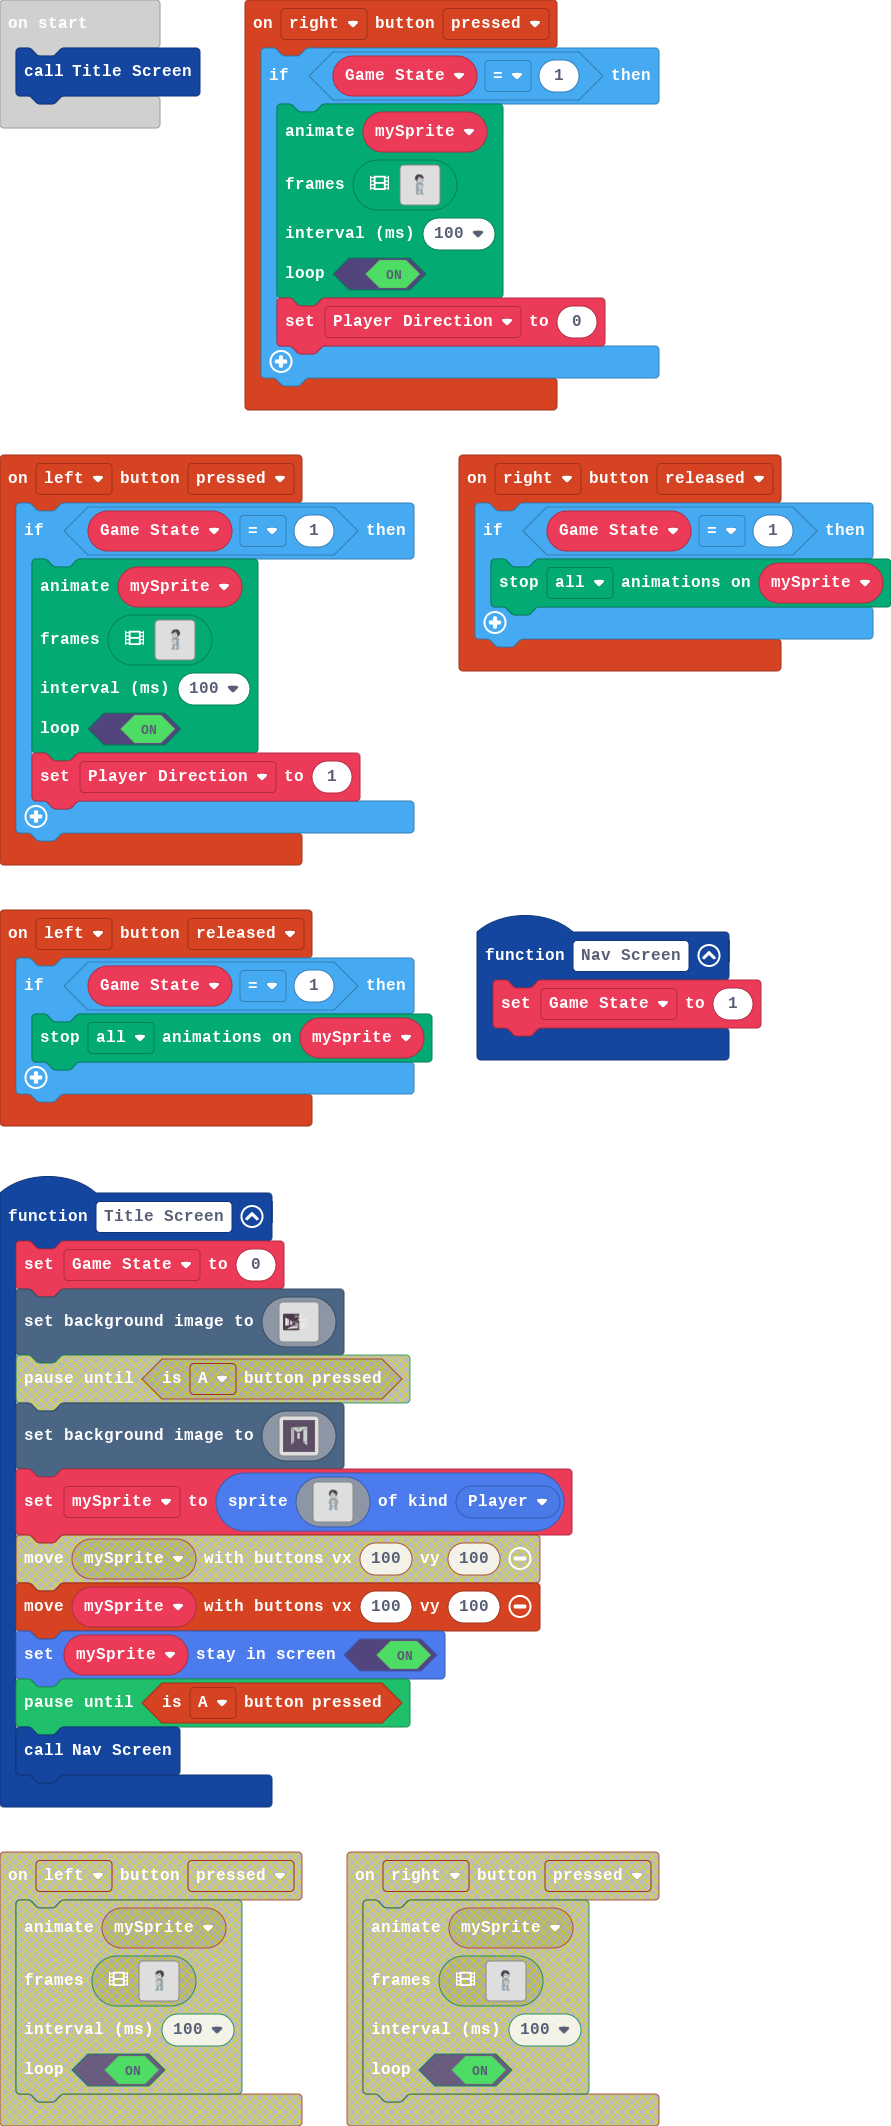 on start
call Title Screen
on right button pressed
if Game State = 1 then
animate mySprite
frames
interval (ms) 100
loop ON
set Player Direction to 0
on left button pressed
if Game State = 1 then
animate mySprite
frames
interval (ms) 100
loop ON
set Player Direction to 1
on right button released
if Game State = 1 then
stop all animations on mySprite
on left button released
if Game State = 1 then
stop all animations on mySprite
function Nav Screen
set Game State to 1
function Title Screen
set Game State to 0
set background image to
pause until is A button pressed
set background image to
set mySprite to sprite of kind Player
move mySprite with buttons vx 100 vy 100
move mySprite with buttons vx 100 vy 100
set mySprite stay in screen ON
pause until is A button pressed
call Nav Screen
on left button pressed
animate mySprite
frames
interval (ms) 100
loop ON
on right button pressed
animate mySprite
frames
interval (ms) 100
loop ON